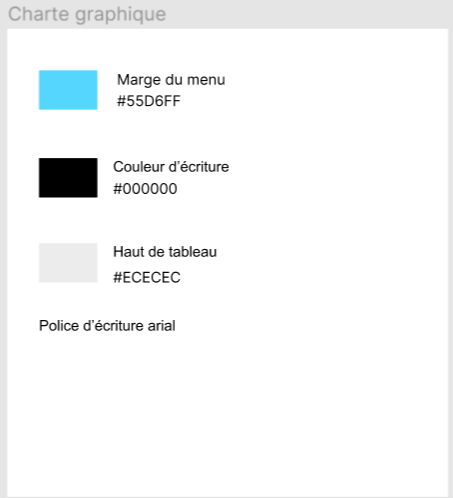 Charte graphique
Marge du menu
#55D6FF
Couleur d’écriture
#000000
Haut de tableau
#ECECEC
Police d’écriture arial